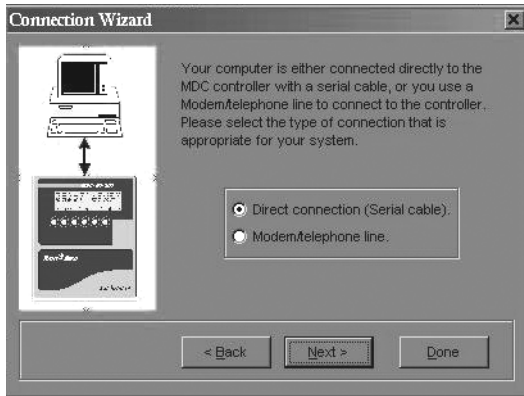 Connection Wizard
Your computer is either connected directly to the
MDC controller with a serial cable, or you use a
Modem/telephone line to connect to the controller.
Please select the type of connection that is
appropriate for your system.
Direct connection (Serial cable).
Modem/telephone line.
< Back
Next >
Done